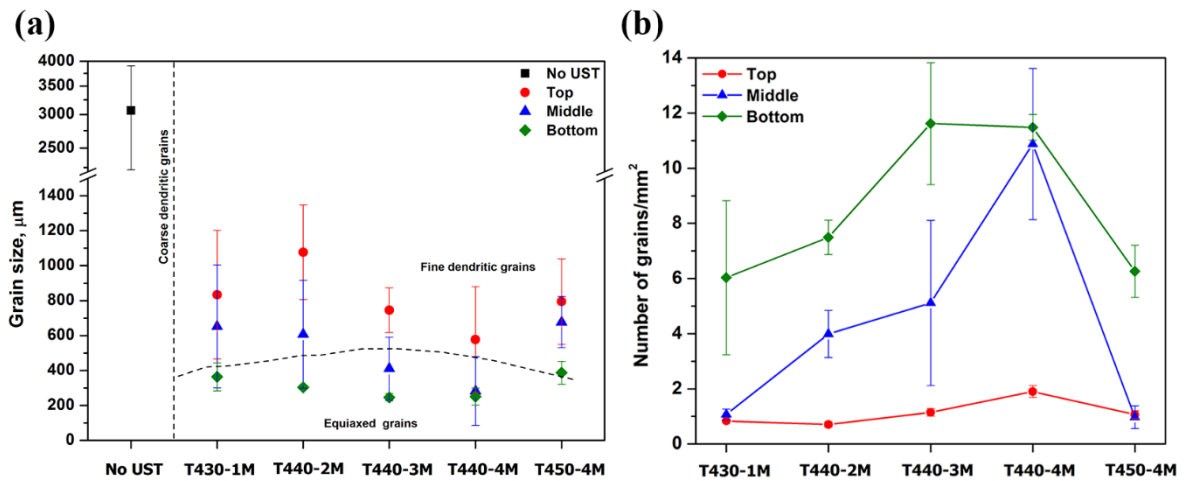 (a)
4000
3500
3000
2500
1400
1200
1000
800
600
400
200
0
Grain size, μm
Coarse dendritic grains
No UST
Top
Middle
Bottom
Fine dendritic grains
Equiaxed grains
No UST T430-1M T440-2M T440-3M T440-4M T450-4M
(b)
14
12
10
8
6
4
2
0
Number of grains/mm²
Top
Middle
Bottom
T430-1M T440-2M T440-3M T440-4M T450-4M